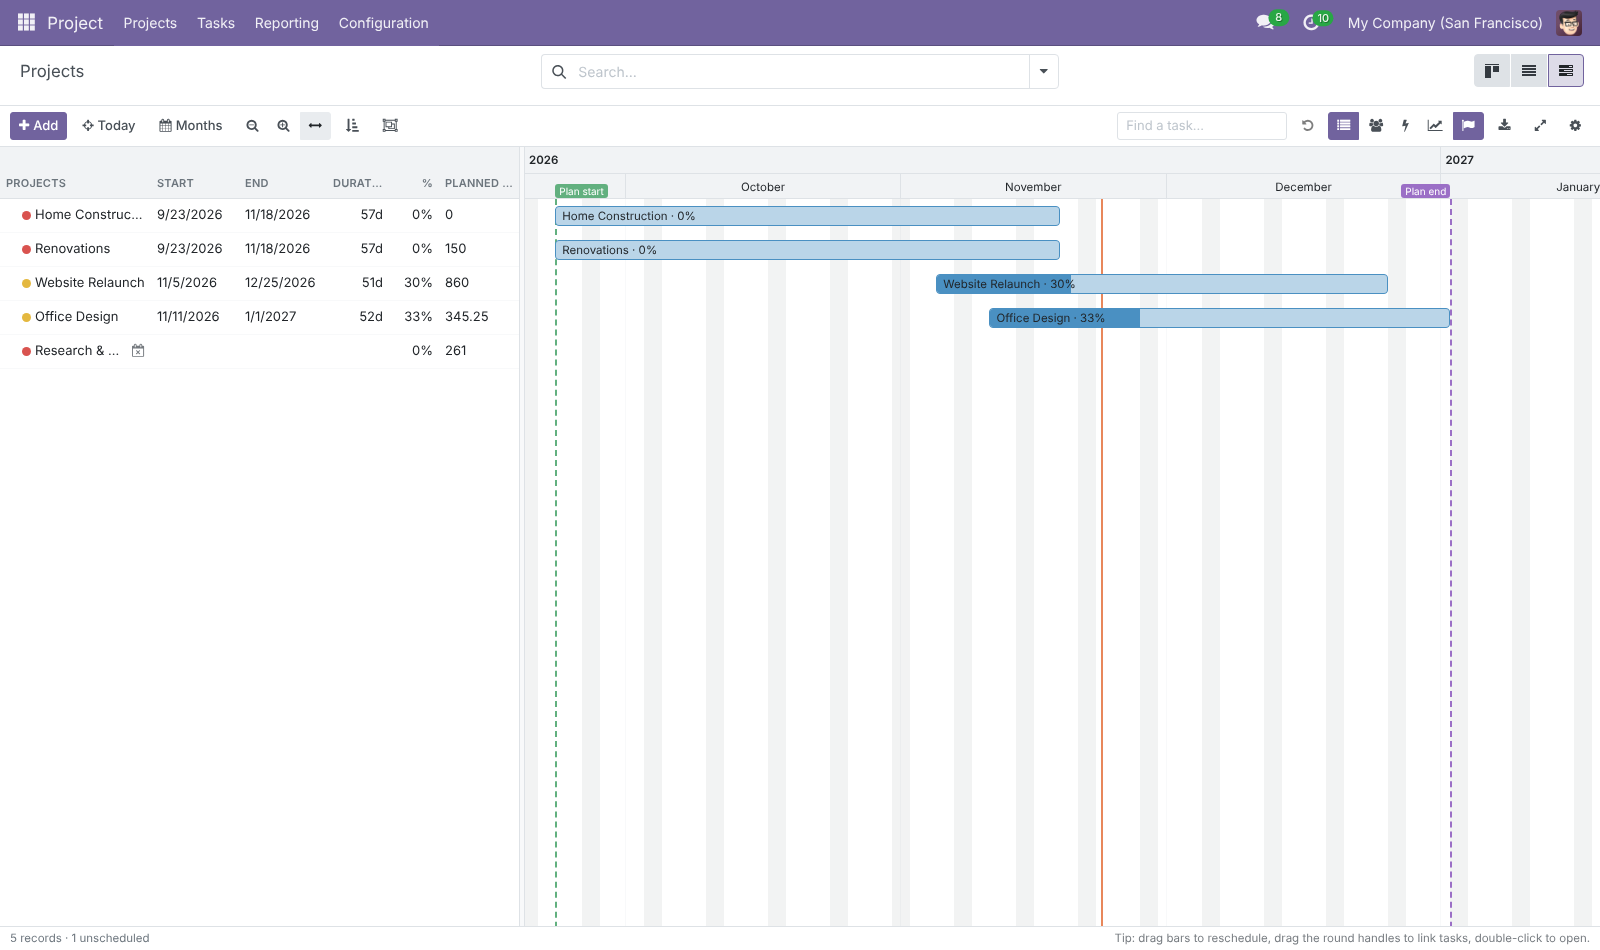 Project Projects Tasks Reporting Configuration 8 10 My Company (San Francisco)
Projects Search...
Add Today Months Find a task...
2026 2027
PROJECTS START END DURAT... % PLANNED ...
Plan start October November December Plan end January
Home Construc... 9/23/2026 11/18/2026 57d 0% 0 Home Construction · 0%
Renovations 9/23/2026 11/18/2026 57d 0% 150 Renovations · 0%
Website Relaunch 11/5/2026 12/25/2026 51d 30% 860 Website Relaunch · 30%
Office Design 11/11/2026 1/1/2027 52d 33% 345.25 Office Design · 33%
Research & ... 0% 261
5 records · 1 unscheduled Tip: drag bars to reschedule, drag the round handles to link tasks, double-click to open.